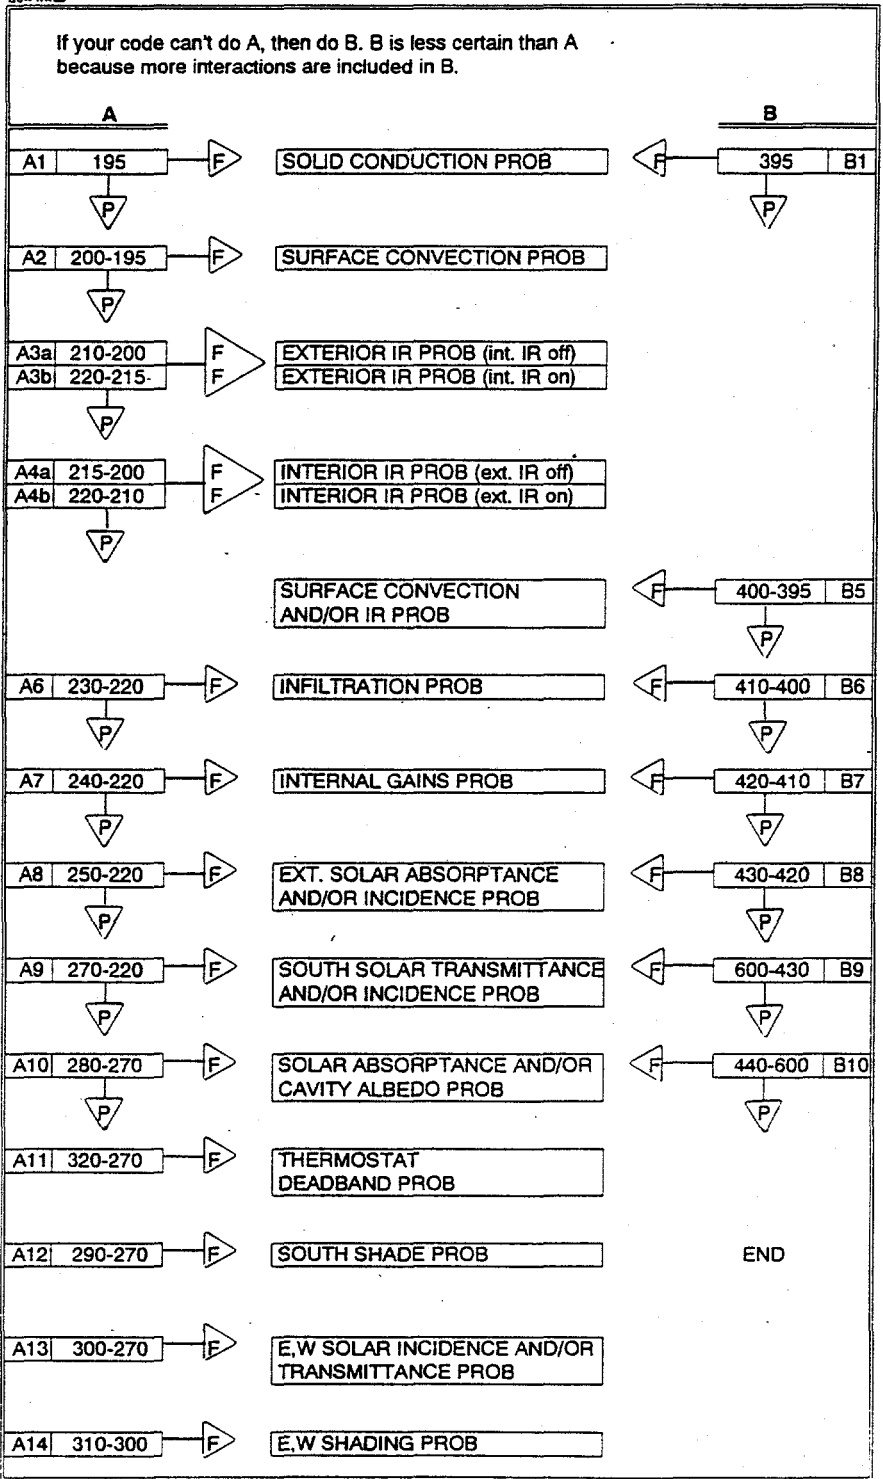 If your code can't do A, then do B. B is less certain than A
because more interactions are included in B.
A B
A1 195 F SOLID CONDUCTION PROB F 395 B1
P P
A2 200-195 F SURFACE CONVECTION PROB
P
A3a 210-200 F EXTERIOR IR PROB (int. IR off)
A3b 220-215 F EXTERIOR IR PROB (int. IR on)
P
A4a 215-200 F INTERIOR IR PROB (ext. IR off)
A4b 220-210 F INTERIOR IR PROB (ext. IR on)
P
SURFACE CONVECTION F 400-395 B5
AND/OR IR PROB
P
A6 230-220 F INFILTRATION PROB F 410-400 B6
P P
A7 240-220 F INTERNAL GAINS PROB F 420-410 B7
P P
A8 250-220 F EXT. SOLAR ABSORPTANCE F 430-420 B8
AND/OR INCIDENCE PROB
P P
A9 270-220 F SOUTH SOLAR TRANSMITTANCE F 600-430 B9
AND/OR INCIDENCE PROB
P P
A10 280-270 F SOLAR ABSORPTANCE AND/OR F 440-600 B10
CAVITY ALBEDO PROB
P P
A11 320-270 F THERMOSTAT
DEADBAND PROB
A12 290-270 F SOUTH SHADE PROB END
A13 300-270 F E,W SOLAR INCIDENCE AND/OR
TRANSMITTANCE PROB
A14 310-300 F E,W SHADING PROB